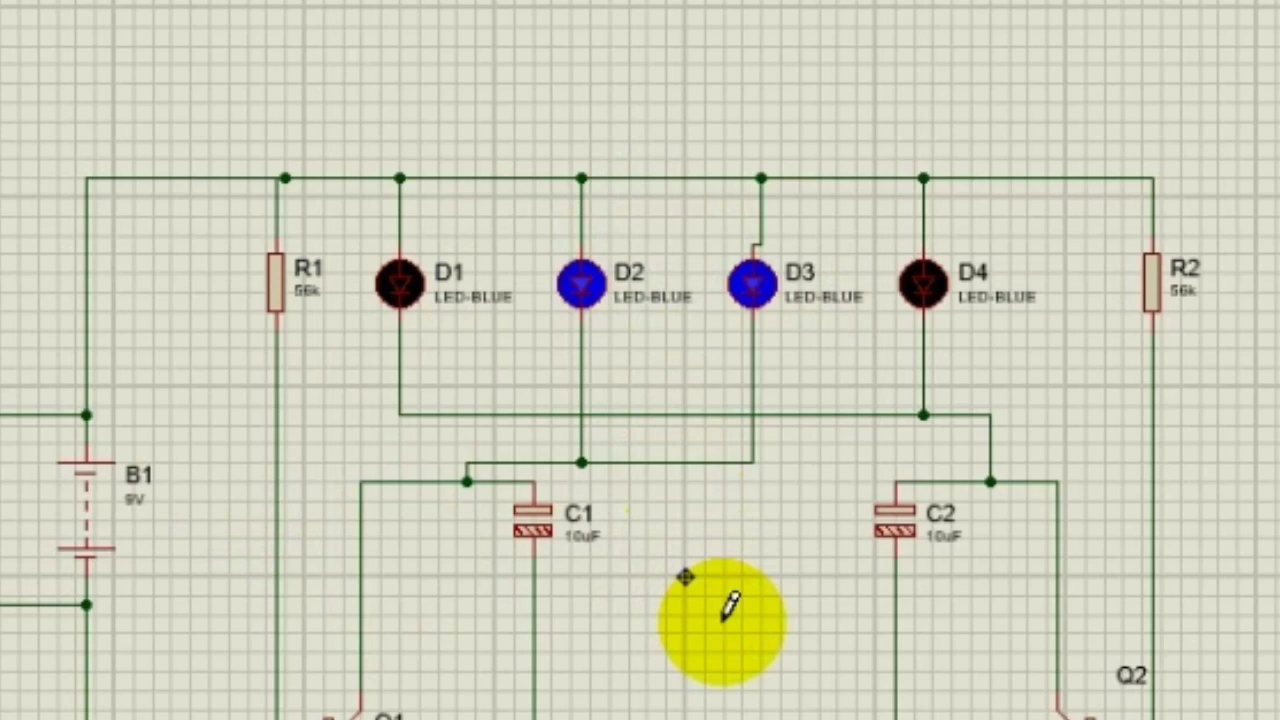 R1
56k
D1
LED-BLUE
D2
LED-BLUE
D3
LED-BLUE
D4
LED-BLUE
R2
56k
B1
9V
C1
10uF
C2
10uF
Q2
Q1